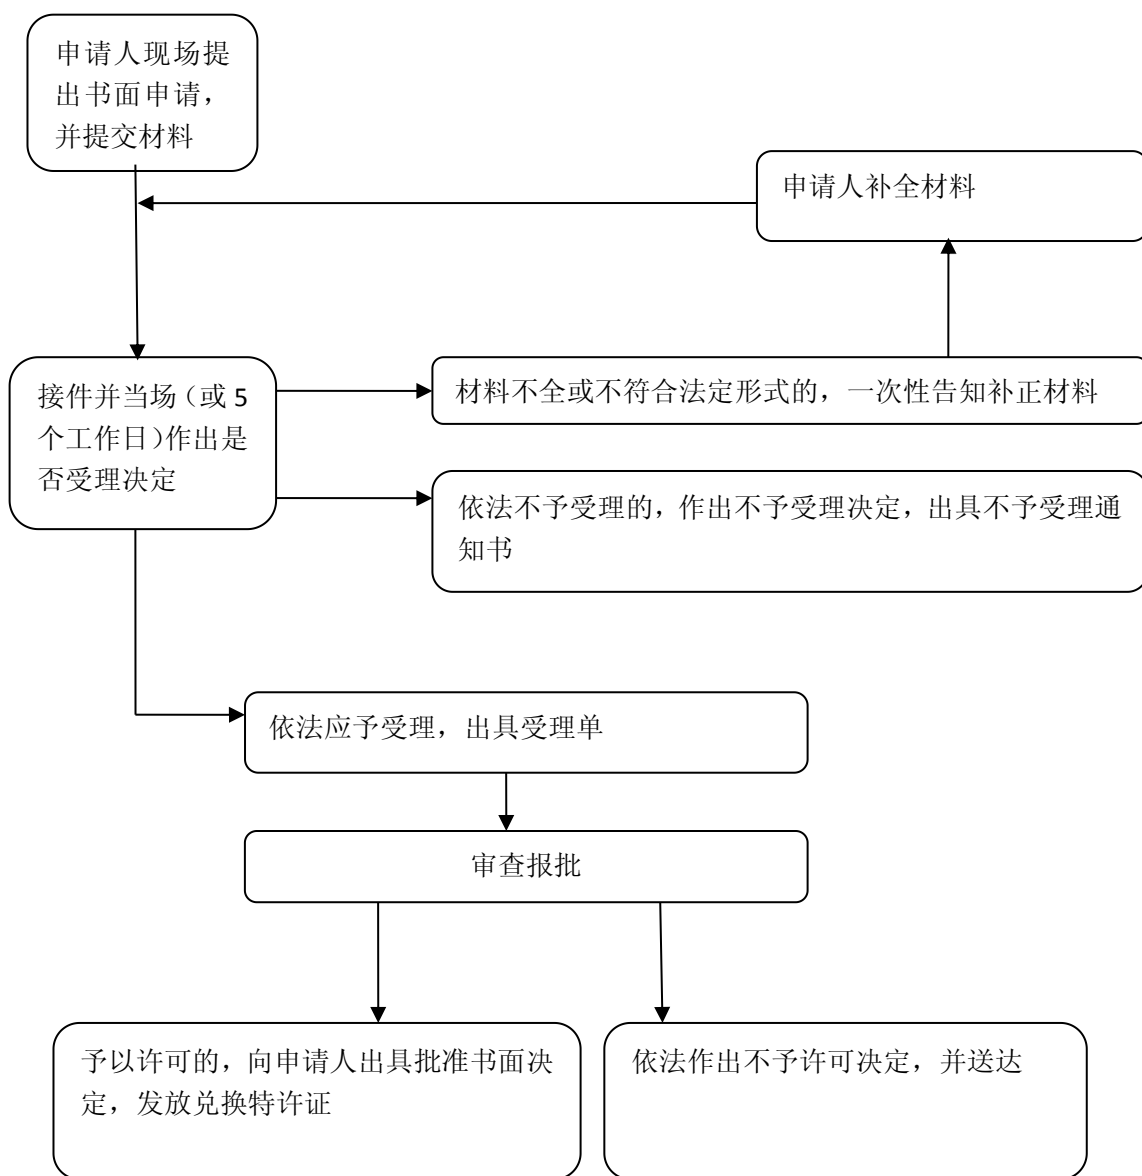 申请人现场提
出书面申请，
并提交材料
申请人补全材料
接件并当场（或 5
个工作日）作出是
否受理决定
材料不全或不符合法定形式的，一次性告知补正材料
依法不予受理的，作出不予受理决定，出具不予受理通
知书
依法应予受理，出具受理单
审查报批
予以许可的，向申请人出具批准书面决
定，发放兑换特许证
依法作出不予许可决定，并送达